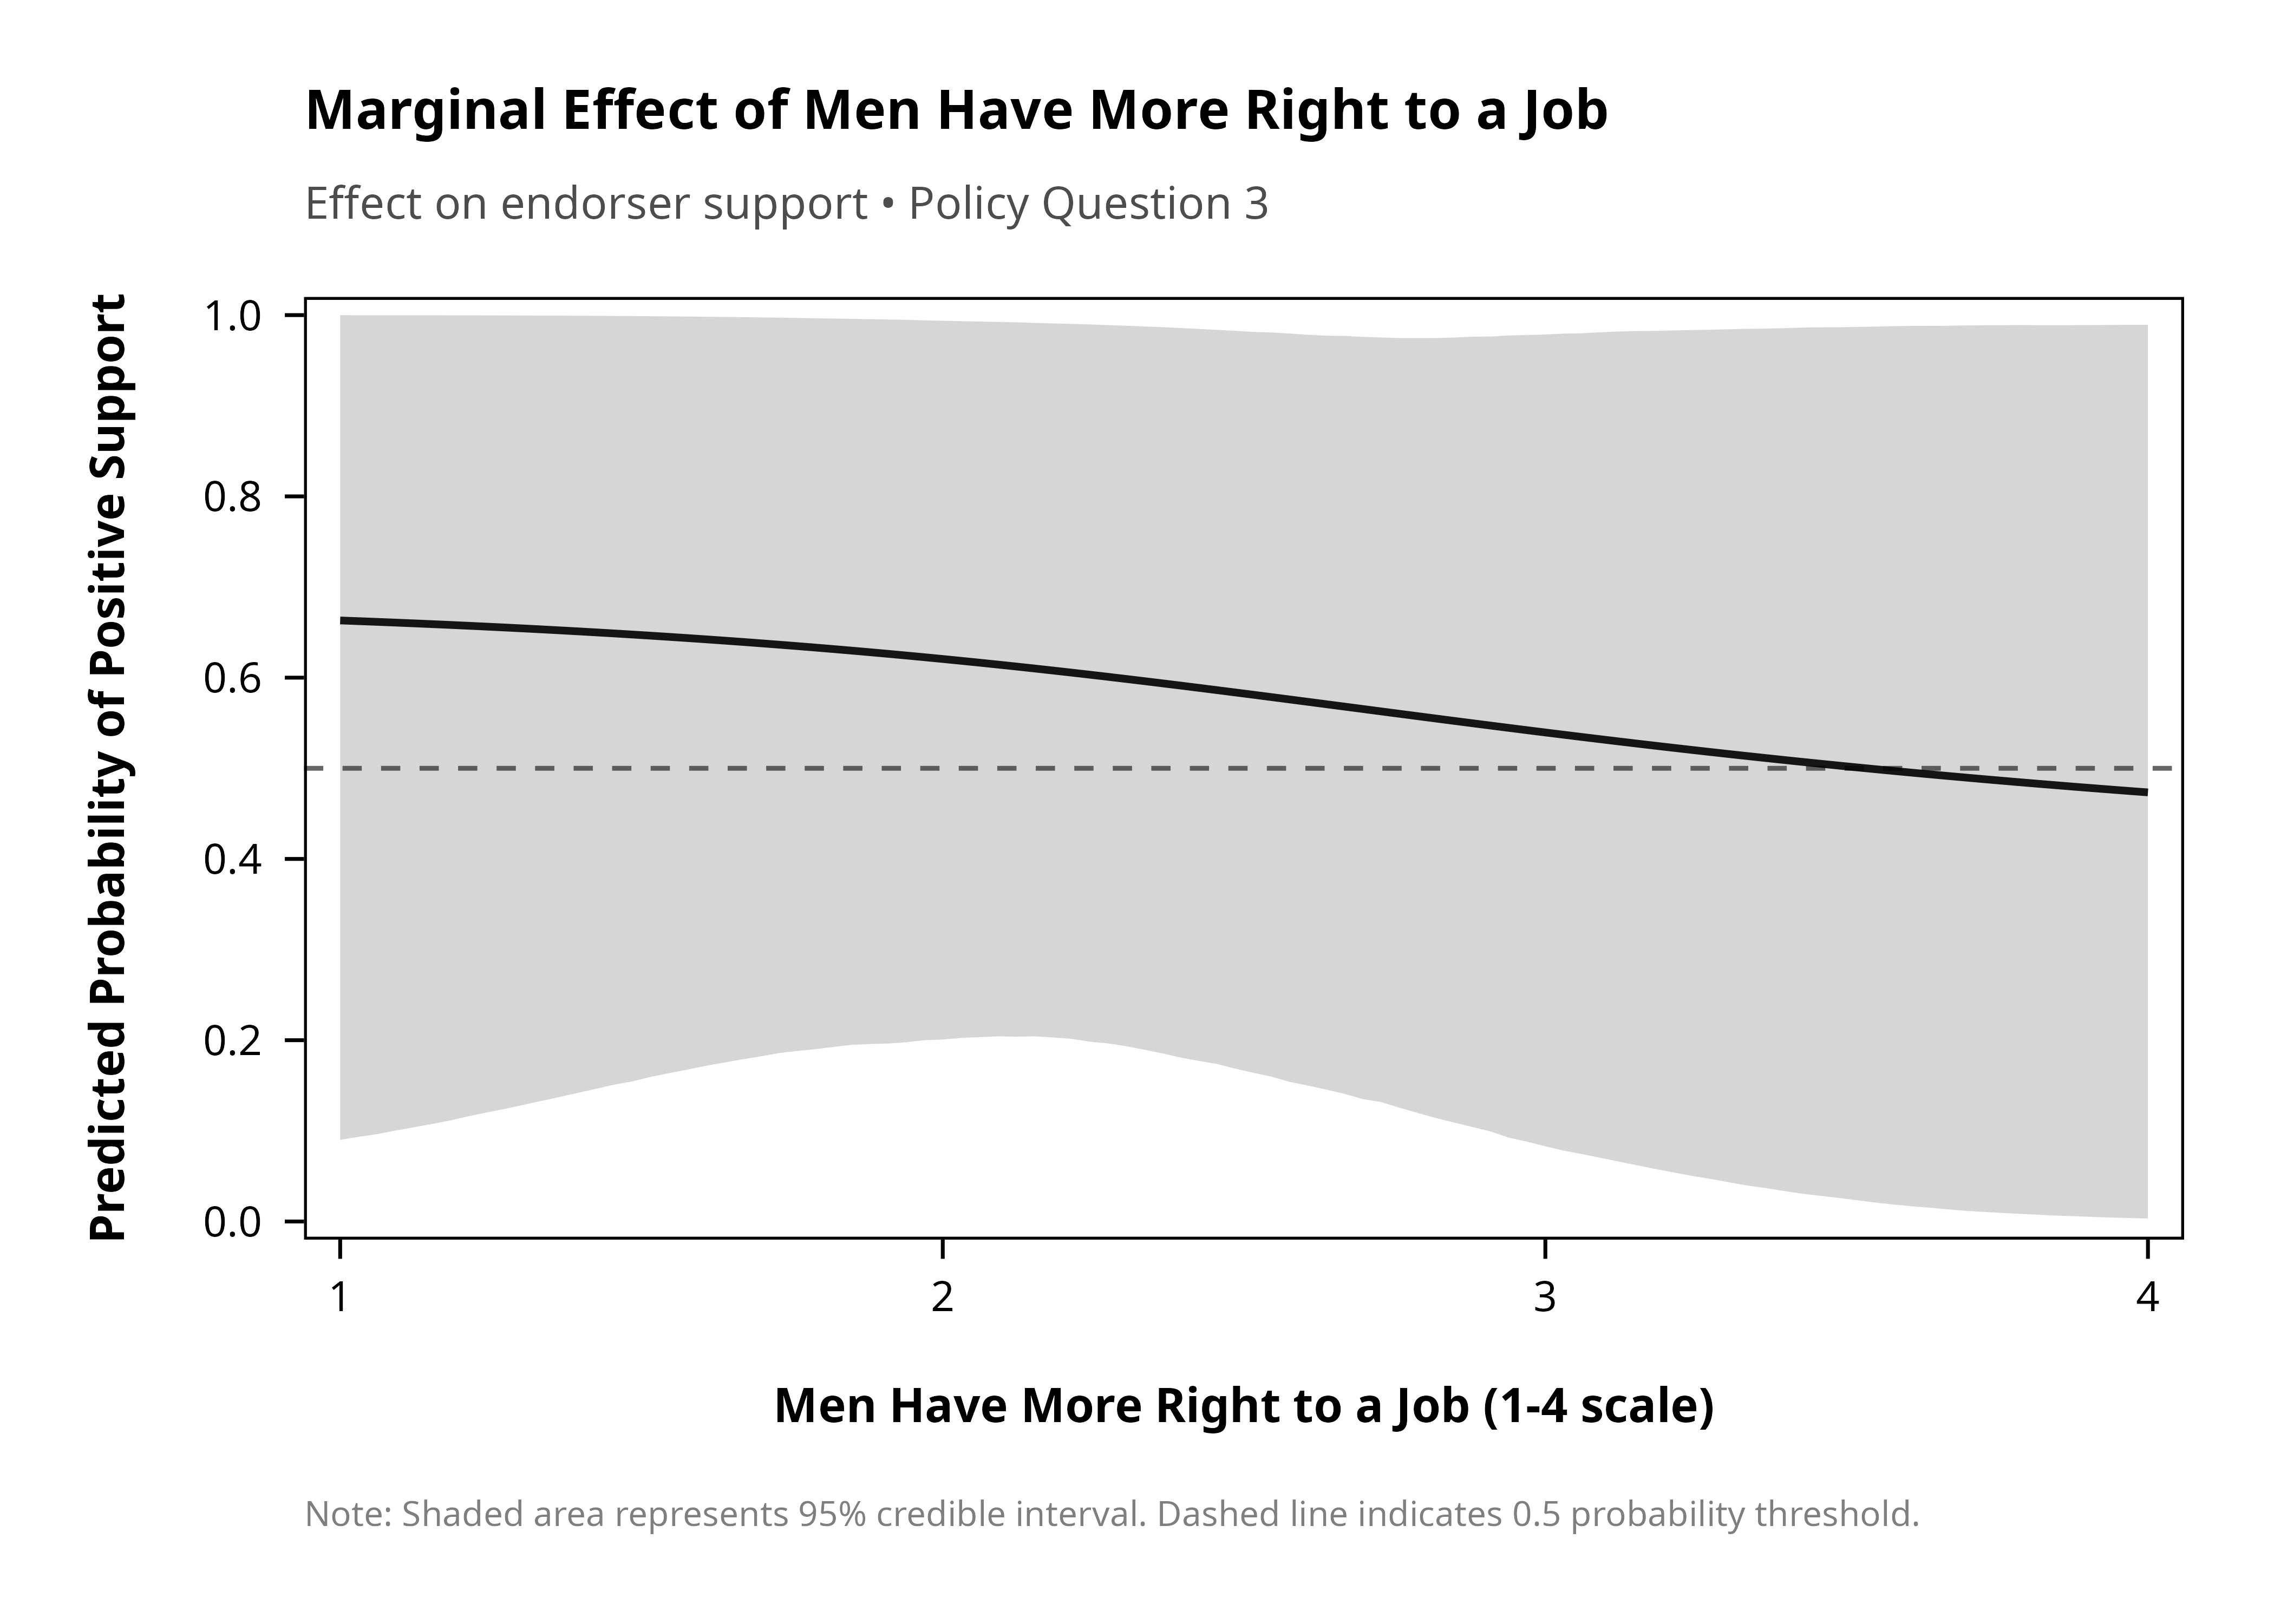 Marginal Effect of Men Have More Right to a Job
Effect on endorser support • Policy Question 3
Predicted Probability of Positive Support
1.0
0.8
0.6
0.4
0.2
0.0
1
2
3
4
Men Have More Right to a Job (1-4 scale)
Note: Shaded area represents 95% credible interval. Dashed line indicates 0.5 probability threshold.